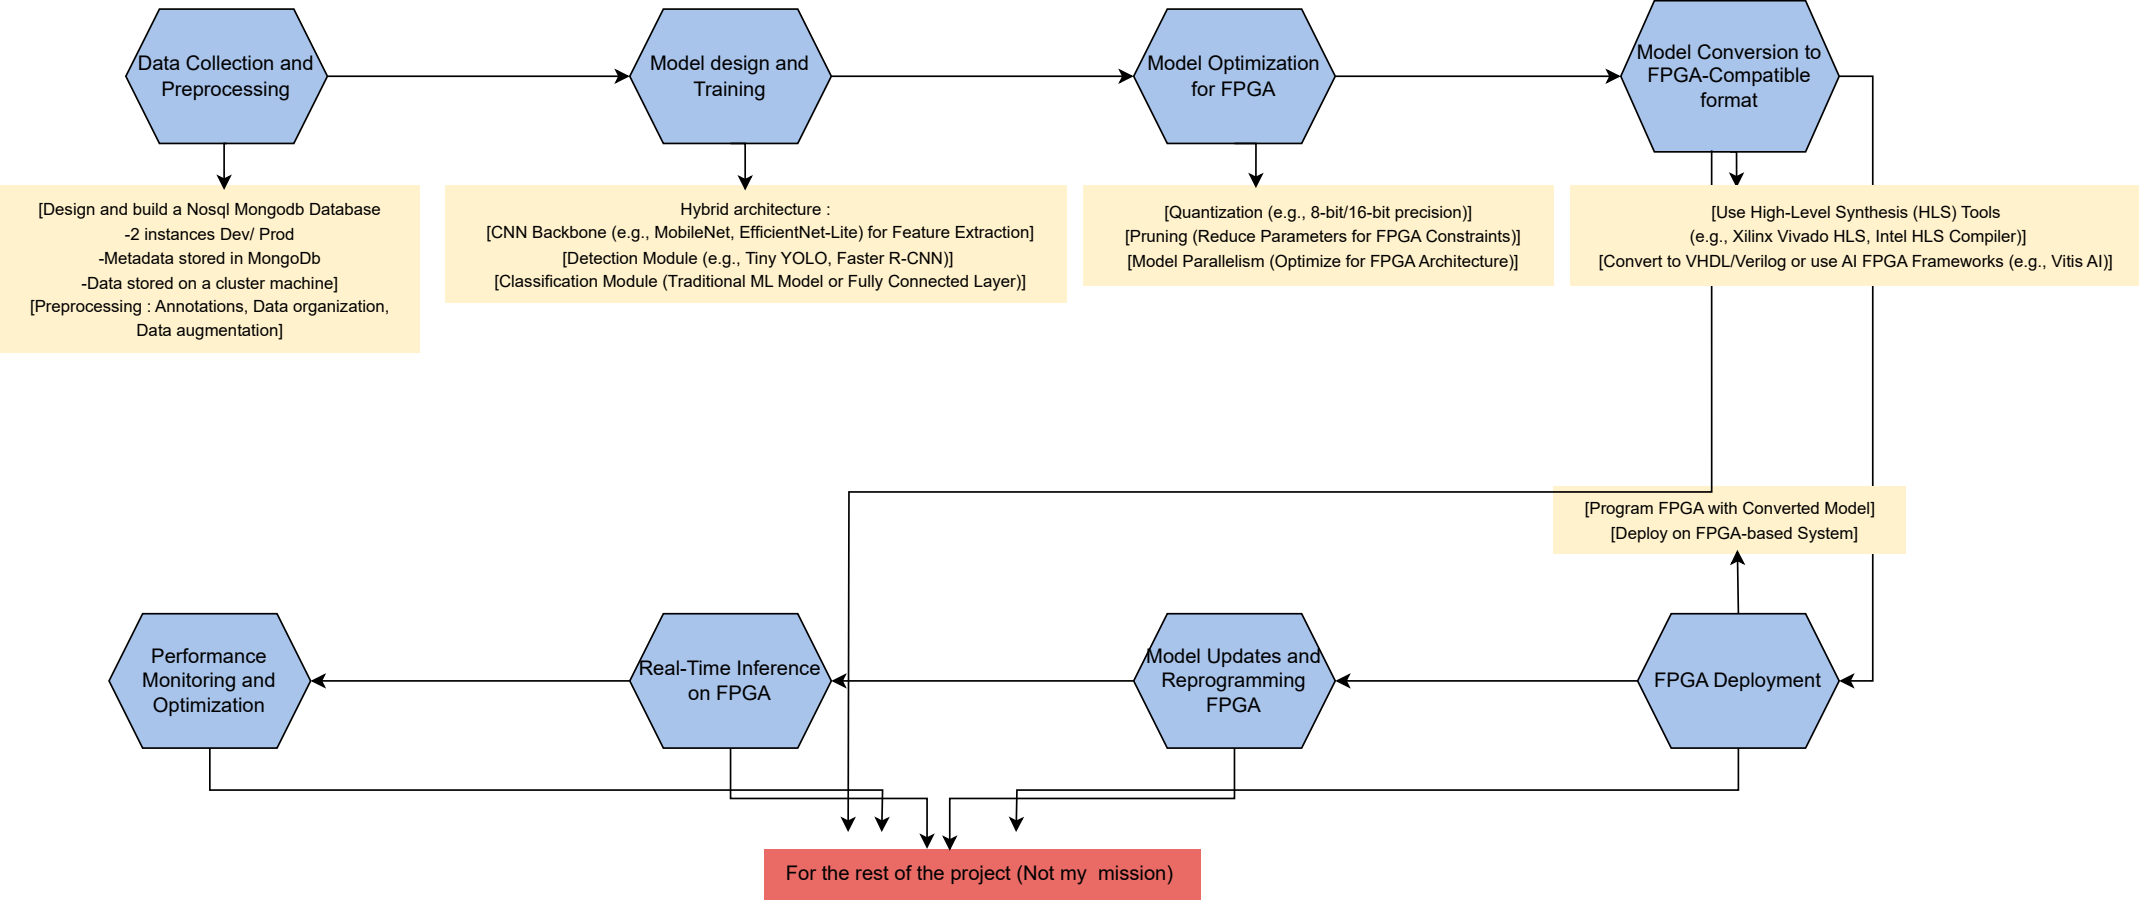 Data Collection and
Preprocessing
Model design and
Training
Model Optimization
for FPGA
Model Conversion to
FPGA-Compatible
format
[Design and build a Nosql Mongodb Database
-2 instances Dev/ Prod
-Metadata stored in MongoDb
-Data stored on a cluster machine]
[Preprocessing : Annotations, Data organization,
Data augmentation]
Hybrid architecture :
[CNN Backbone (e.g., MobileNet, EfficientNet-Lite) for Feature Extraction]
[Detection Module (e.g., Tiny YOLO, Faster R-CNN)]
[Classification Module (Traditional ML Model or Fully Connected Layer)]
[Quantization (e.g., 8-bit/16-bit precision)]
[Pruning (Reduce Parameters for FPGA Constraints)]
[Model Parallelism (Optimize for FPGA Architecture)]
[Use High-Level Synthesis (HLS) Tools
(e.g., Xilinx Vivado HLS, Intel HLS Compiler)]
[Convert to VHDL/Verilog or use AI FPGA Frameworks (e.g., Vitis AI)]
[Program FPGA with Converted Model]
[Deploy on FPGA-based System]
Performance
Monitoring and
Optimization
Real-Time Inference
on FPGA
Model Updates and
Reprogramming
FPGA
FPGA Deployment
For the rest of the project (Not my  mission)